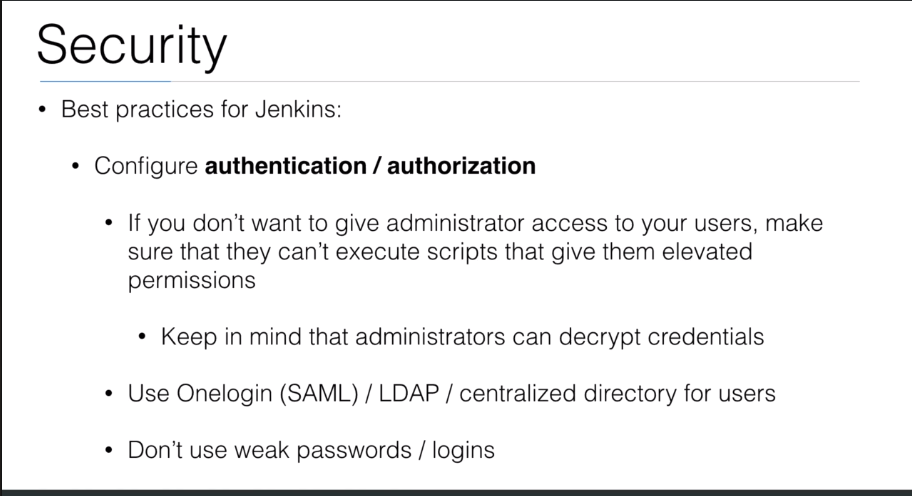 Security
• Best practices for Jenkins:
• Configure authentication / authorization
• If you don’t want to give administrator access to your users, make
sure that they can’t execute scripts that give them elevated
permissions
• Keep in mind that administrators can decrypt credentials
• Use Onelogin (SAML) / LDAP / centralized directory for users
• Don’t use weak passwords / logins